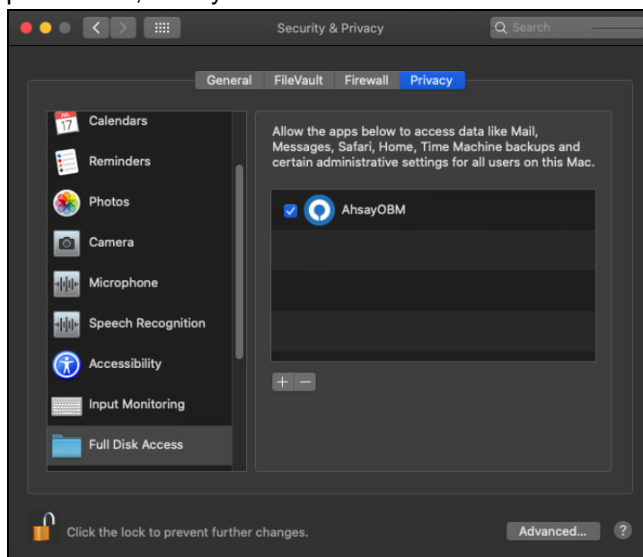 Security & Privacy
Search
General FileVault Firewall Privacy
17
Calendars
Reminders
Photos
Camera
Microphone
Speech Recognition
Accessibility
Input Monitoring
Full Disk Access
Allow the apps below to access data like Mail,
Messages, Safari, Home, Time Machine backups and
certain administrative settings for all users on this Mac.
AhsayOBM
+ −
Click the lock to prevent further changes.
Advanced...
?